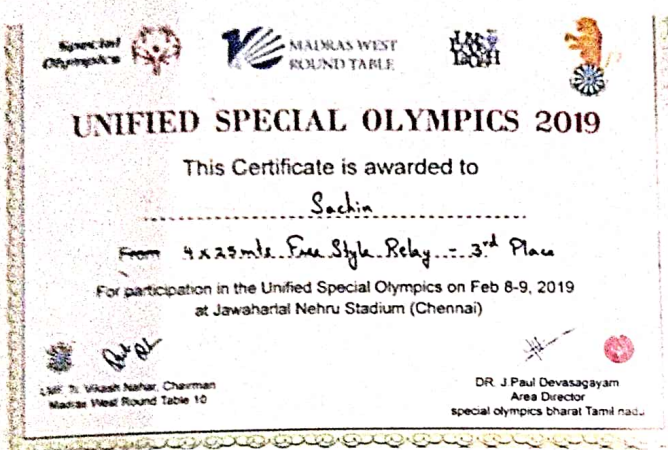 Special
Olympics
10
MADRAS WEST
ROUND TABLE
UNIFIED SPECIAL OLYMPICS 2019
This Certificate is awarded to
Sachin
From 4x25mts Free Style Relay - 3rd Place
For participation in the Unified Special Olympics on Feb 8-9, 2019
at Jawaharlal Nehru Stadium (Chennai)
Vikash Nahar, Chairman
Madras West Round Table 10
DR. J.Paul Devasagayam
Area Director
special olympics bharat Tamil nadu